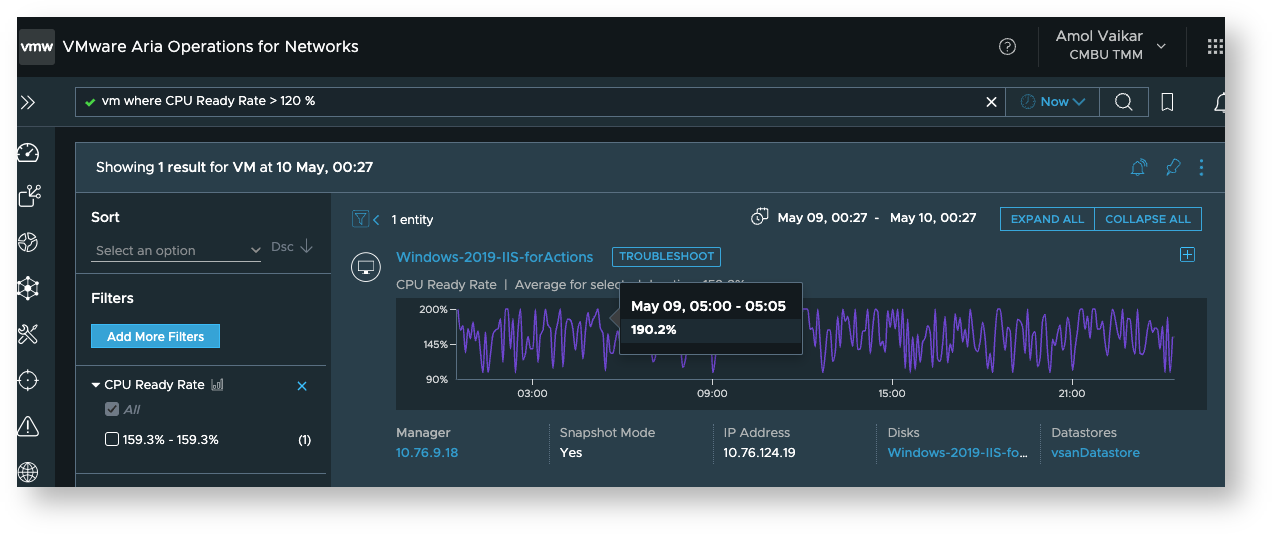 vmw VMware Aria Operations for Networks
Amol Vaikar
CMBU TMM
vm where CPU Ready Rate > 120 %
Now
Showing 1 result for VM at 10 May, 00:27
Sort
Select an option Dsc
Filters
Add More Filters
CPU Ready Rate
All
159.3% - 159.3% (1)
1 entity
May 09, 00:27 - May 10, 00:27
EXPAND ALL COLLAPSE ALL
Windows-2019-IIS-forActions TROUBLESHOOT
CPU Ready Rate | Average for selec
May 09, 05:00 - 05:05
190.2%
200%
145%
90%
03:00 09:00 15:00 21:00
Manager Snapshot Mode IP Address Disks Datastores
10.76.9.18 Yes 10.76.124.19 Windows-2019-IIS-fo... vsanDatastore